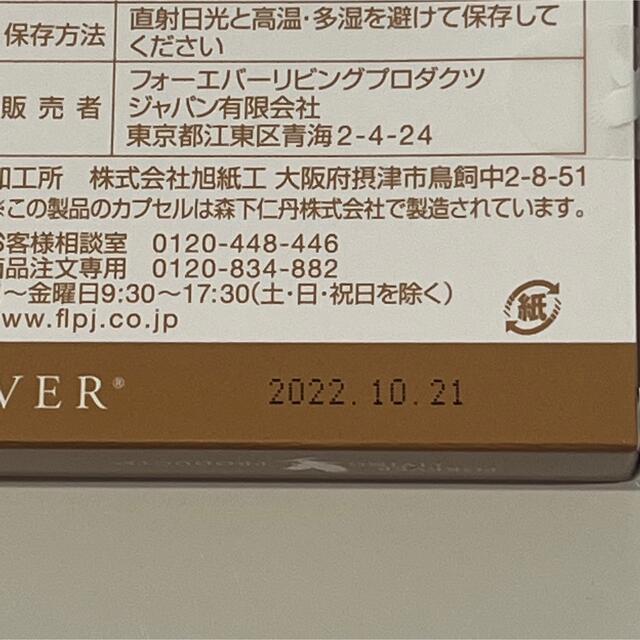 保存方法
直射日光と高温・多湿を避けて保存して
ください
販売者
フォーエバーリビングプロダクツ
ジャパン有限会社
東京都江東区青海2-4-24
加工所 株式会社旭紙工 大阪府摂津市鳥飼中2-8-51
※この製品のカプセルは森下仁丹株式会社で製造されています。
客様相談室 0120-448-446
商品注文専用 0120-834-882
～金曜日9:30～17:30(土・日・祝日を除く)
www.flpj.co.jp
紙
VER®
2022.10.21